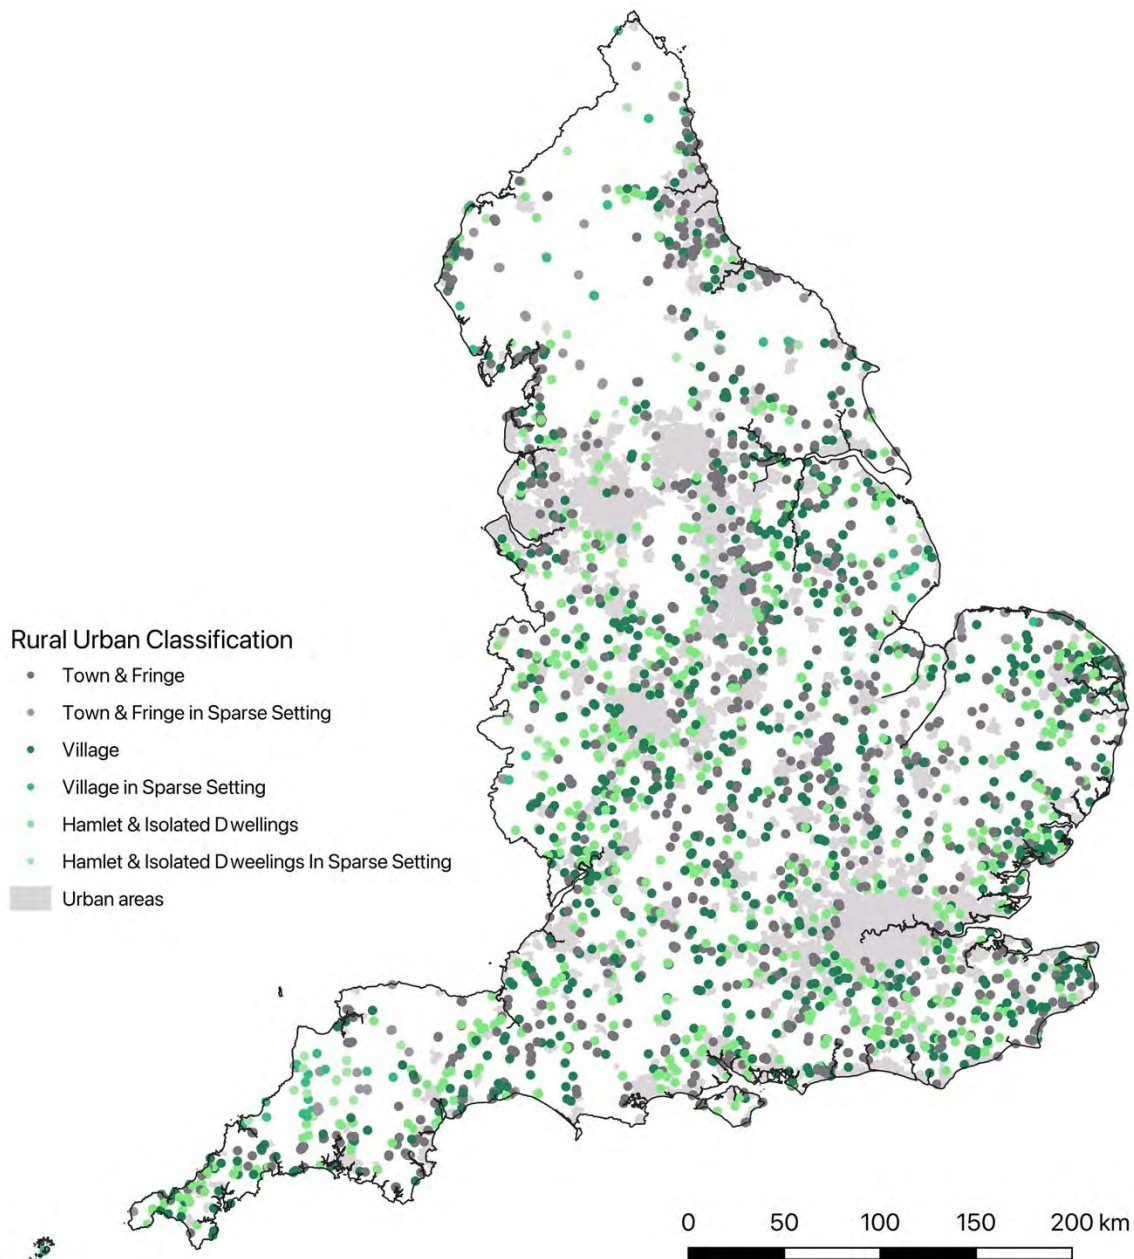 Rural Urban Classification
Town & Fringe
Town & Fringe in Sparse Setting
Village
Village in Sparse Setting
Hamlet & Isolated Dwellings
Hamlet & Isolated Dweelings In Sparse Setting
Urban areas
0 50 100 150 200 km